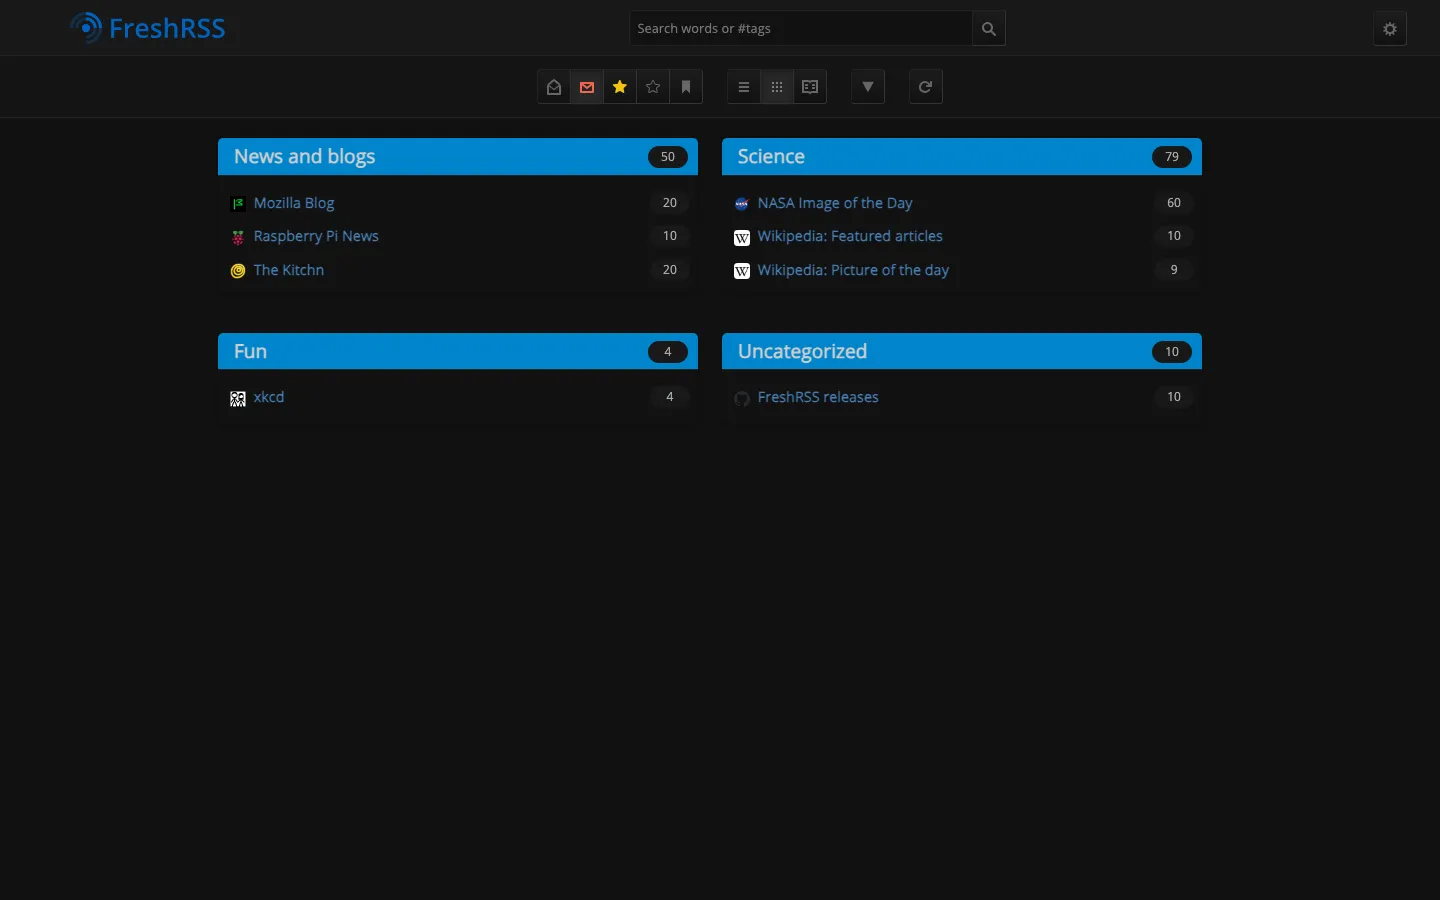 FreshRSS
Search words or #tags
News and blogs 50
Mozilla Blog 20
Raspberry Pi News 10
The Kitchn 20
Science 79
NASA Image of the Day 60
Wikipedia: Featured articles 10
Wikipedia: Picture of the day 9
Fun 4
xkcd 4
Uncategorized 10
FreshRSS releases 10